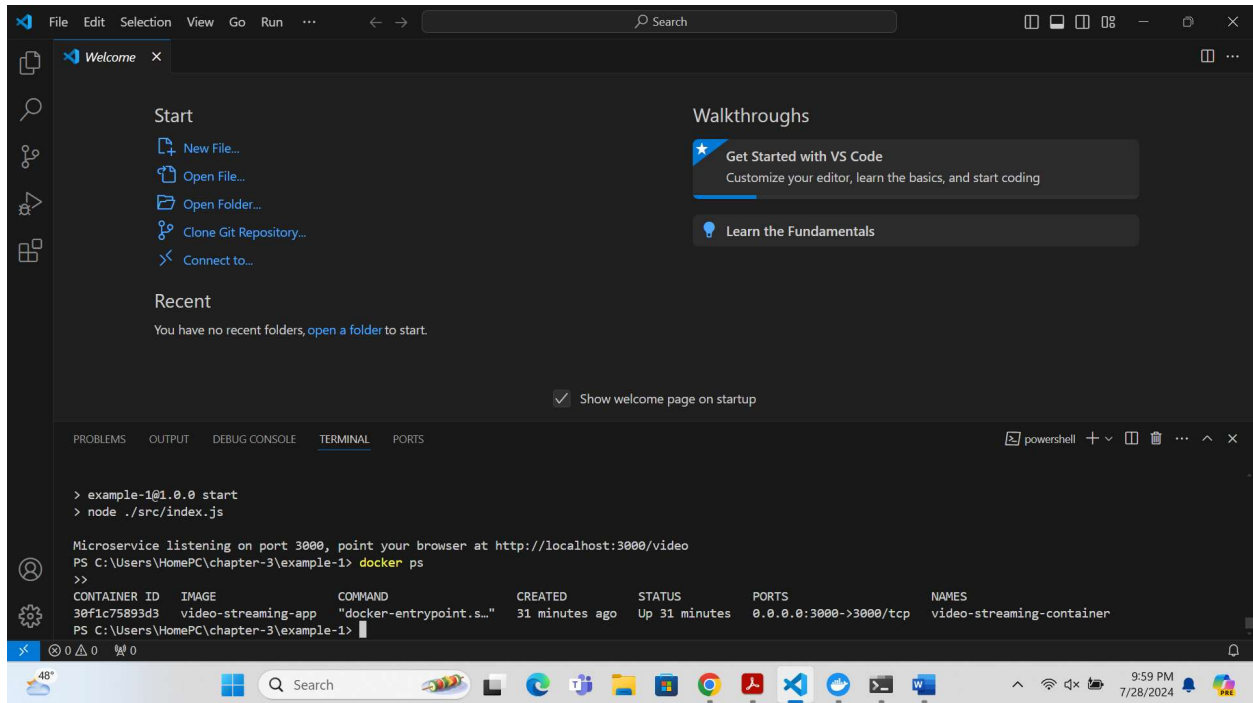 File Edit Selection View Go Run ··· Search
Welcome
Start
Walkthroughs
New File...
Open File...
Open Folder...
Clone Git Repository...
Connect to...
Get Started with VS Code
Customize your editor, learn the basics, and start coding
Learn the Fundamentals
Recent
You have no recent folders, open a folder to start.
Show welcome page on startup
PROBLEMS OUTPUT DEBUG CONSOLE TERMINAL PORTS powershell
> example-1@1.0.0 start
> node ./src/index.js
Microservice listening on port 3000, point your browser at http://localhost:3000/video
PS C:\Users\HomePC\chapter-3\example-1> docker ps
>>
CONTAINER ID IMAGE COMMAND CREATED STATUS PORTS NAMES
30f1c75893d3 video-streaming-app "docker-entrypoint.s…" 31 minutes ago Up 31 minutes 0.0.0.0:3000->3000/tcp video-streaming-container
PS C:\Users\HomePC\chapter-3\example-1>
0 0 0
48°
Search
9:59 PM
7/28/2024
PRE